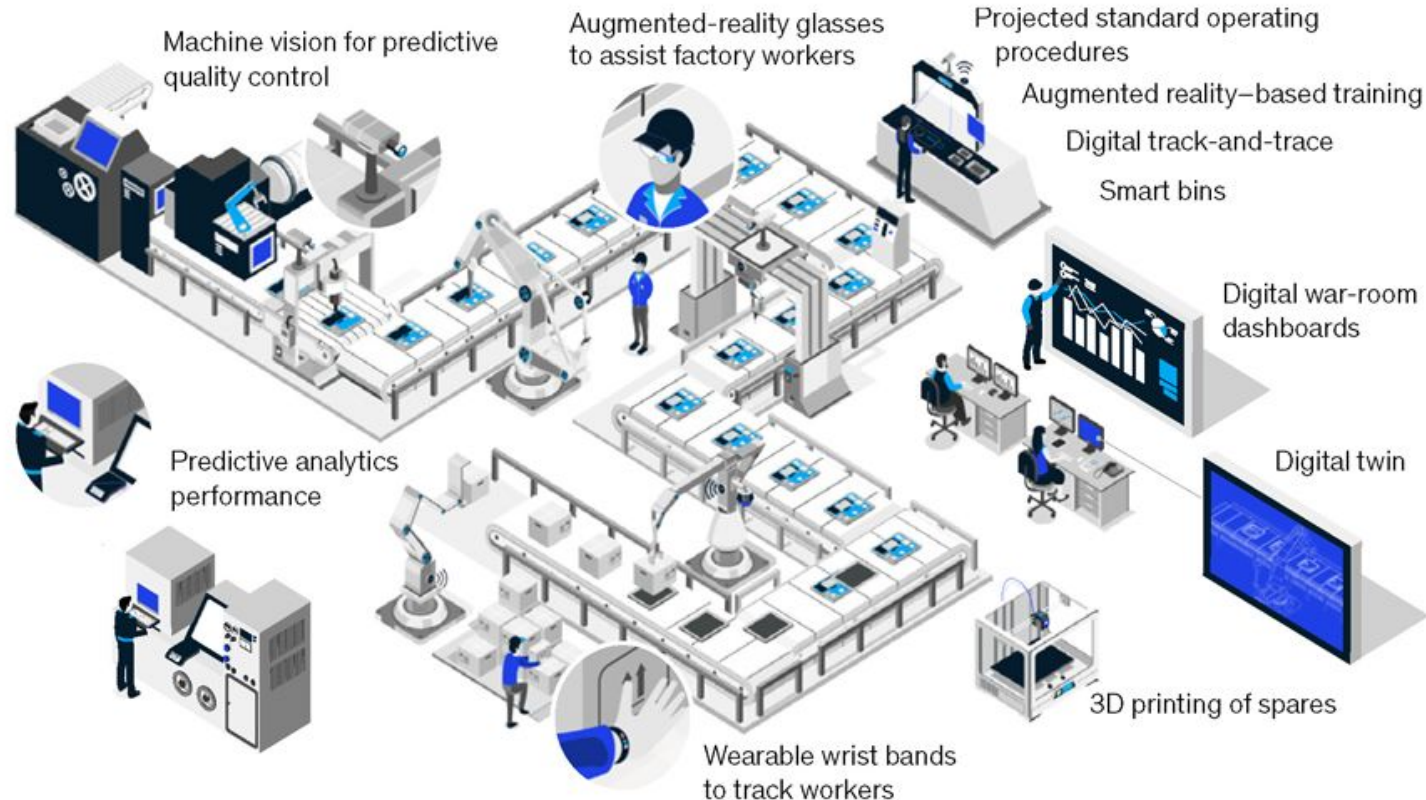 Machine vision for predictive
quality control
Augmented-reality glasses
to assist factory workers
Projected standard operating
procedures
Augmented reality–based training
Digital track-and-trace
Smart bins
Digital war-room
dashboards
Digital twin
Predictive analytics
performance
3D printing of spares
Wearable wrist bands
to track workers